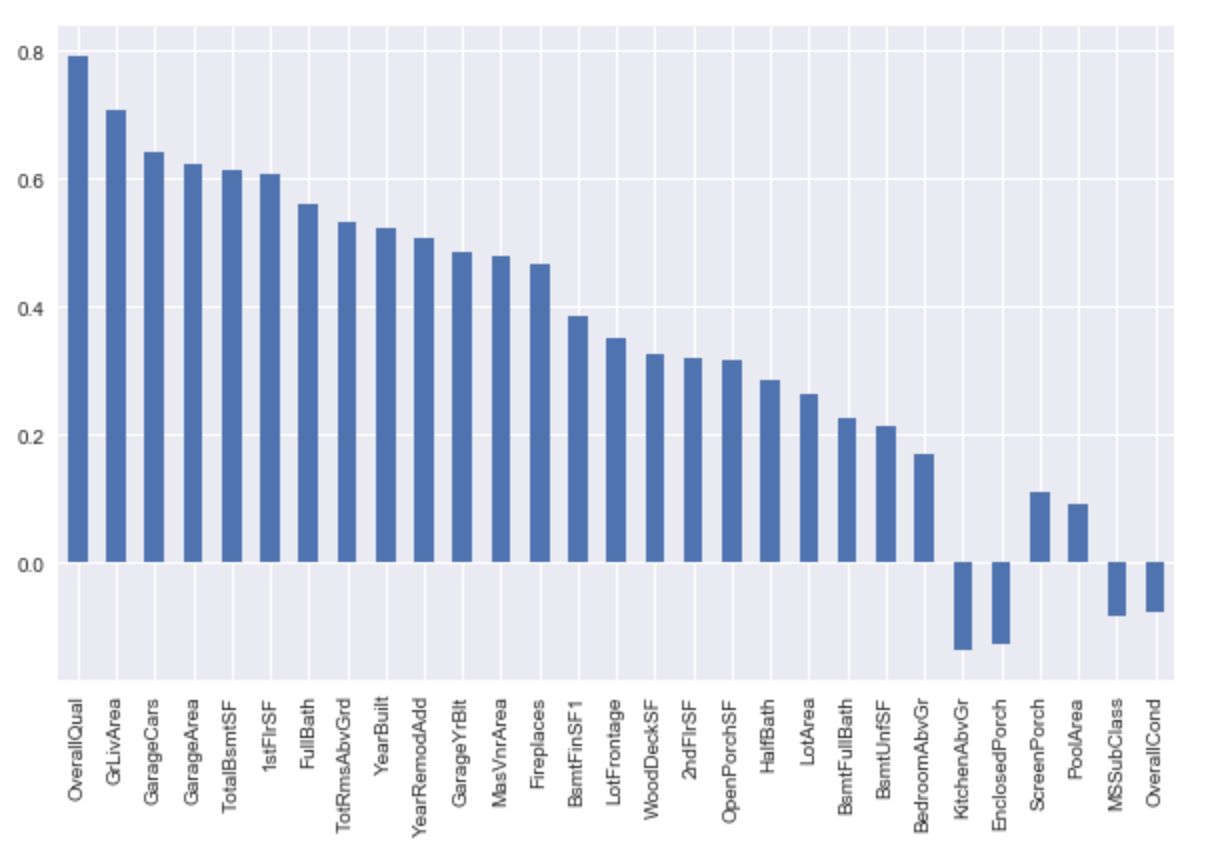 0.8
0.6
0.4
0.2
0.0
OverallQual
GrLivArea
GarageCars
GarageArea
TotalBsmtSF
1stFlrSF
FullBath
TotRmsAbvGrd
YearBuilt
YearRemodAdd
GarageYrBlt
MasVnrArea
Fireplaces
BsmtFinSF1
LotFrontage
WoodDeckSF
2ndFlrSF
OpenPorchSF
HalfBath
LotArea
BsmtFullBath
BsmtUnfSF
BedroomAbvGr
KitchenAbvGr
EnclosedPorch
ScreenPorch
PoolArea
MSSubClass
OverallCond